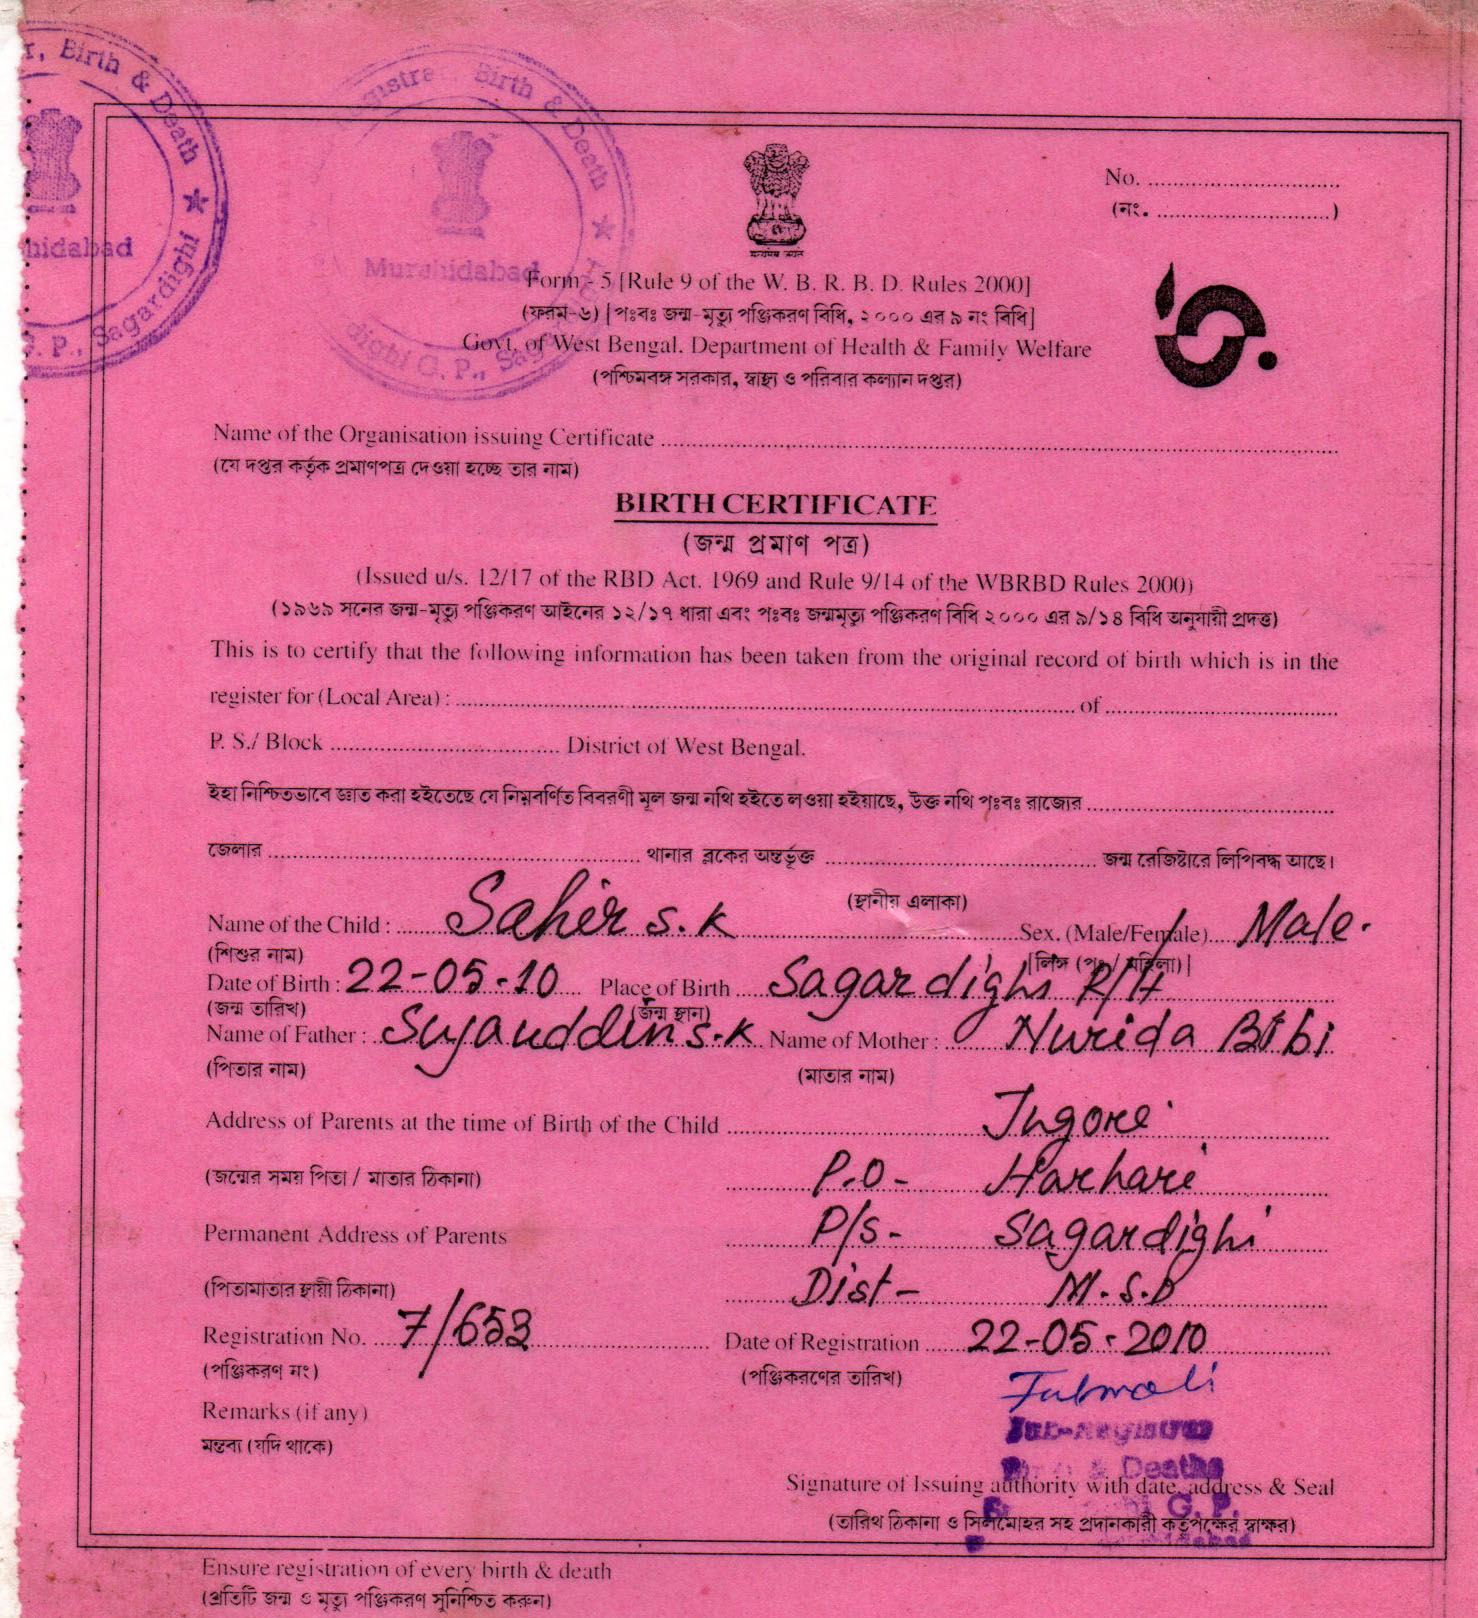 r, Birth & Death ★
hidabad
G. P., Sagardighi
Registrar, Birth & Death ★
Murshidabad
dighi G. P., Sagar
No. ................................
(নং. ................................)
Form - 5 [Rule 9 of the W. B. R. B. D. Rules 2000]
(ফরম-৬) [পঃবঃ জন্ম-মৃত্যু পঞ্জিকরণ বিধি, ২০০০ এর ৯ নং বিধি]
Govt. of West Bengal. Department of Health & Family Welfare
(পশ্চিমবঙ্গ সরকার, স্বাস্থ্য ও পরিবার কল্যান দপ্তর)
Name of the Organisation issuing Certificate ................................
(যে দপ্তর কর্তৃক প্রমাণপত্র দেওয়া হচ্ছে তার নাম)
BIRTH CERTIFICATE
(জন্ম প্রমাণ পত্র)
(Issued u/s. 12/17 of the RBD Act. 1969 and Rule 9/14 of the WBRBD Rules 2000)
(১৯৬৯ সনের জন্ম-মৃত্যু পঞ্জিকরণ আইনের ১২/১৭ ধারা এবং পঃবঃ জন্মমৃত্যু পঞ্জিকরণ বিধি ২০০০ এর ৯/১৪ বিধি অনুযায়ী প্রদত্ত)
This is to certify that the following information has been taken from the original record of birth which is in the
register for (Local Area) : ................................ of ................................
P. S./ Block ................................ District of West Bengal.
ইহা নিশ্চিতভাবে জ্ঞাত করা হইতেছে যে নিম্নবর্ণিত বিবরণী মূল জন্ম নথি হইতে লওয়া হইয়াছে, উক্ত নথি পঃবঃ রাজ্যের ................................
জেলার ................................ থানার ব্লকের অন্তর্ভূক্ত ................................ জন্ম রেজিষ্টারে লিপিবদ্ধ আছে।
(স্থানীয় এলাকা)
Name of the Child : Saheir s.k Sex. (Male/Female) Male.
(শিশুর নাম) [লিঙ্গ (পুঃ / মহিলা)]
Date of Birth : 22-05-10 Place of Birth Sagardighi R/H
(জন্ম তারিখ) (জন্ম স্থান)
Name of Father : Sujauddin s.k Name of Mother : Nurida Bibi
(পিতার নাম) (মাতার নাম)
Address of Parents at the time of Birth of the Child Jugore
(জন্মের সময় পিতা / মাতার ঠিকানা) P.O- Harhari
Permanent Address of Parents P/s- Sagardighi
(পিতামাতার স্থায়ী ঠিকানা) Dist- M.S.D
Registration No. 7/653 Date of Registration 22-05-2010
(পঞ্জিকরণ নং) (পঞ্জিকরণের তারিখ)
Remarks (if any)
মন্তব্য (যদি থাকে)
Sub-Registrar
Birth & Deaths
G. P.
Signature of Issuing authority with date, address & Seal
(তারিখ ঠিকানা ও সিলমোহর সহ প্রদানকারী কর্তৃপক্ষের স্বাক্ষর)
Ensure registration of every birth & death
(প্রতিটি জন্ম ও মৃত্যু পঞ্জিকরণ সুনিশ্চিত করুন)